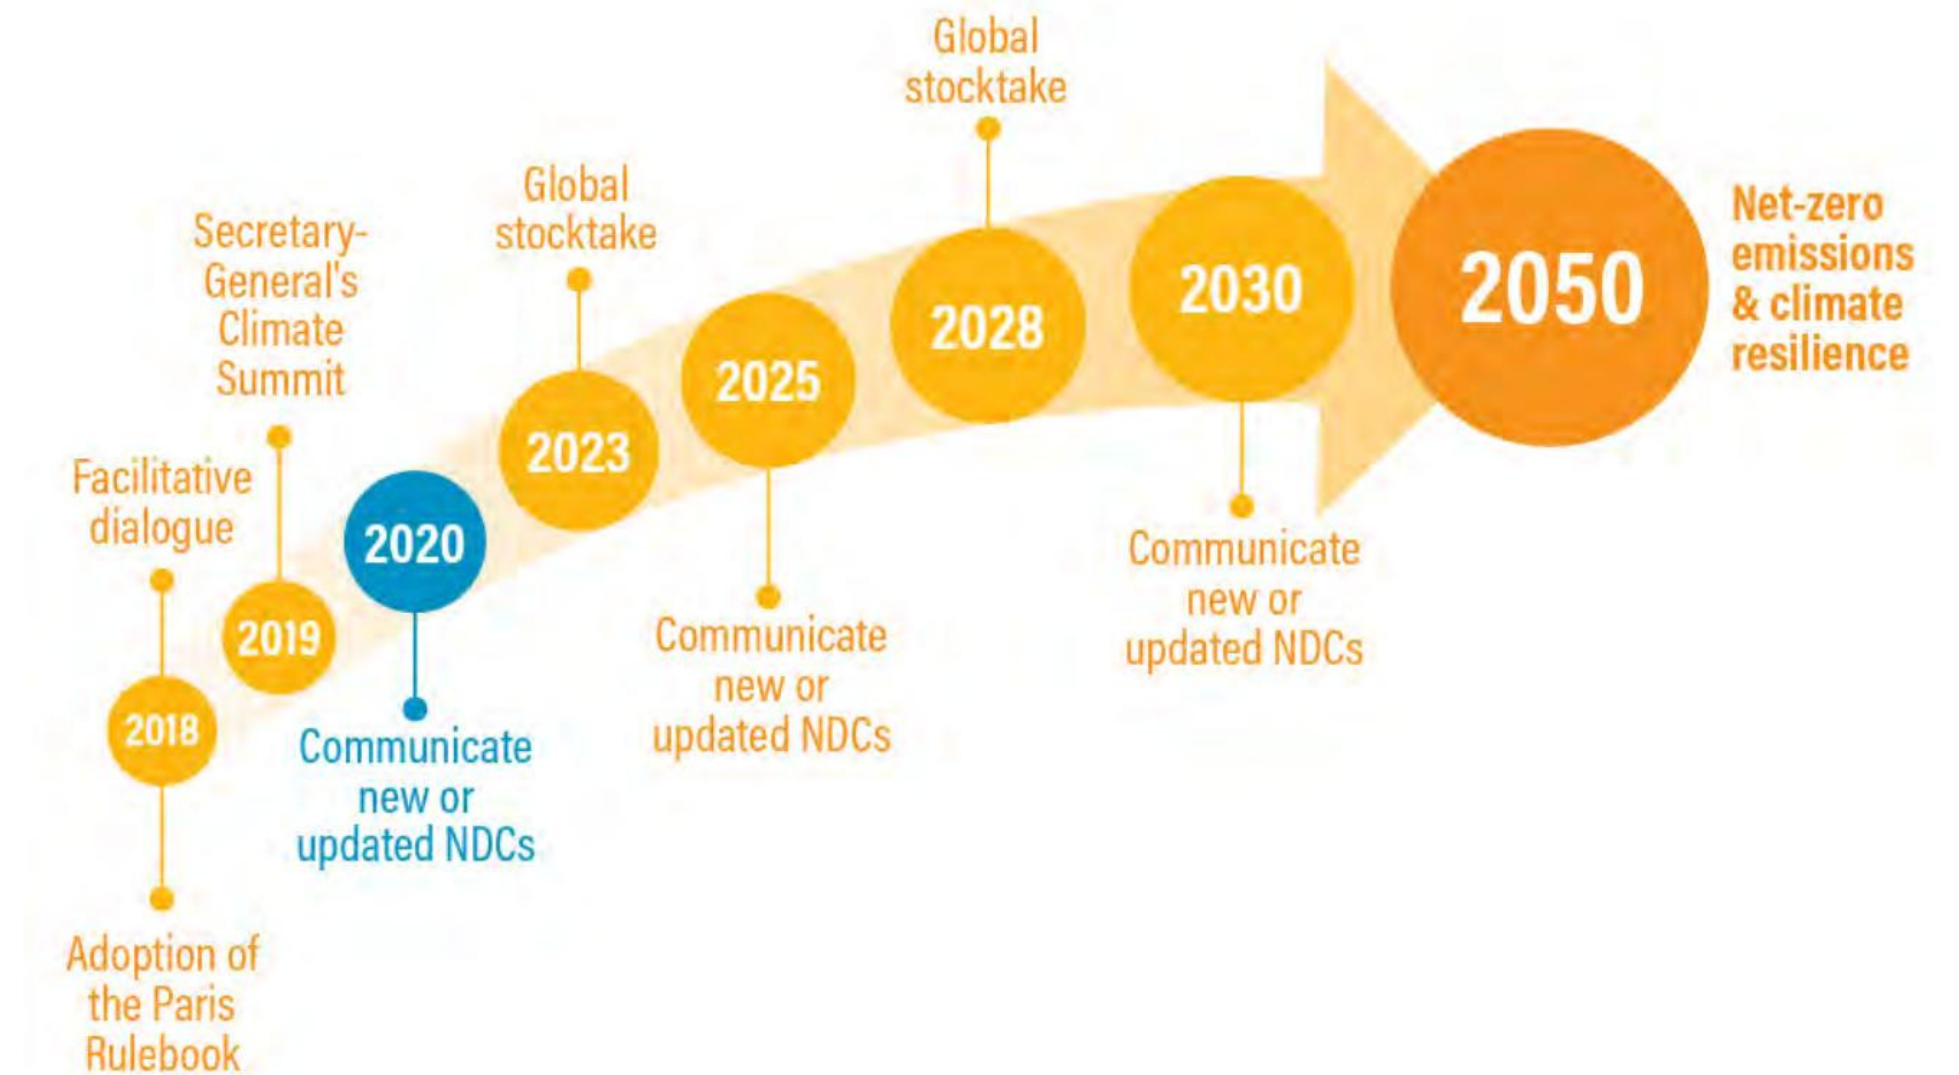 Facilitative
dialogue
2018
Adoption of
the Paris
Rulebook
Secretary-
General's
Climate
Summit
2019
2020
Communicate
new or
updated NDCs
Global
stocktake
2023
2025
Communicate
new or
updated NDCs
Global
stocktake
2028
2030
Communicate
new or
updated NDCs
2050
Net-zero
emissions
& climate
resilience